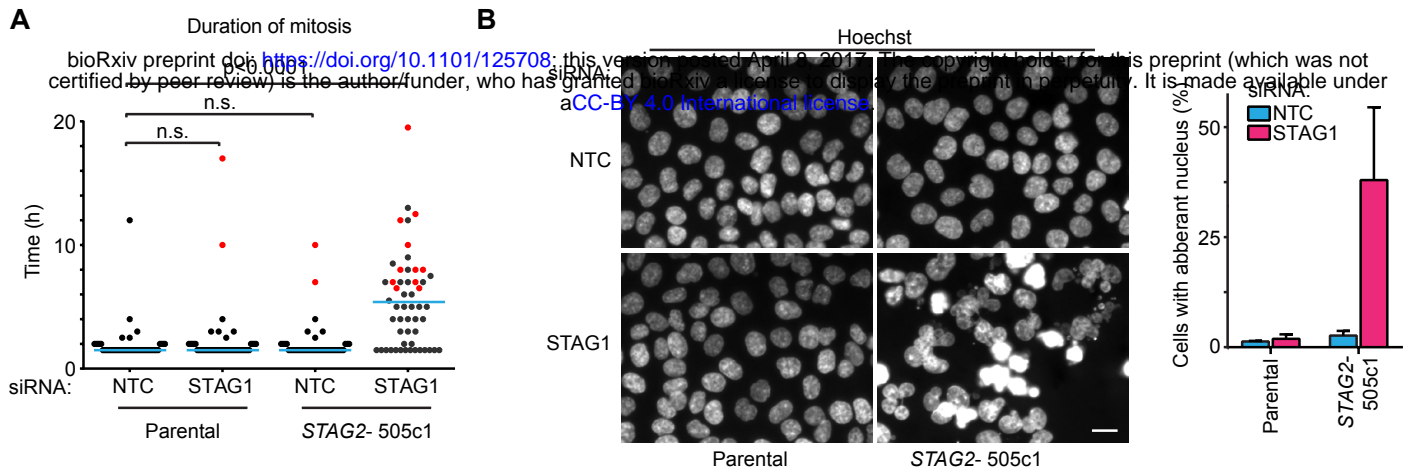 A
Duration of mitosis
B
Hoechst
bioRxiv preprint doi: https://doi.org/10.1101/125708; this version posted April 8, 2017. The copyright holder for this preprint (which was not
certified by peer review) is the author/funder, who has granted bioRxiv a license to display the preprint in perpetuity. It is made available under
aCC-BY 4.0 International license.
p<0.0001
n.s.
n.s.
Time (h)
20
10
0
siRNA:
NTC
STAG1
NTC
STAG1
Parental
STAG2- 505c1
siRNA:
NTC
STAG1
Parental
STAG2- 505c1
Cells with abberant nucleus (%)
50
25
0
siRNA:
NTC
STAG1
Parental
STAG2-
505c1